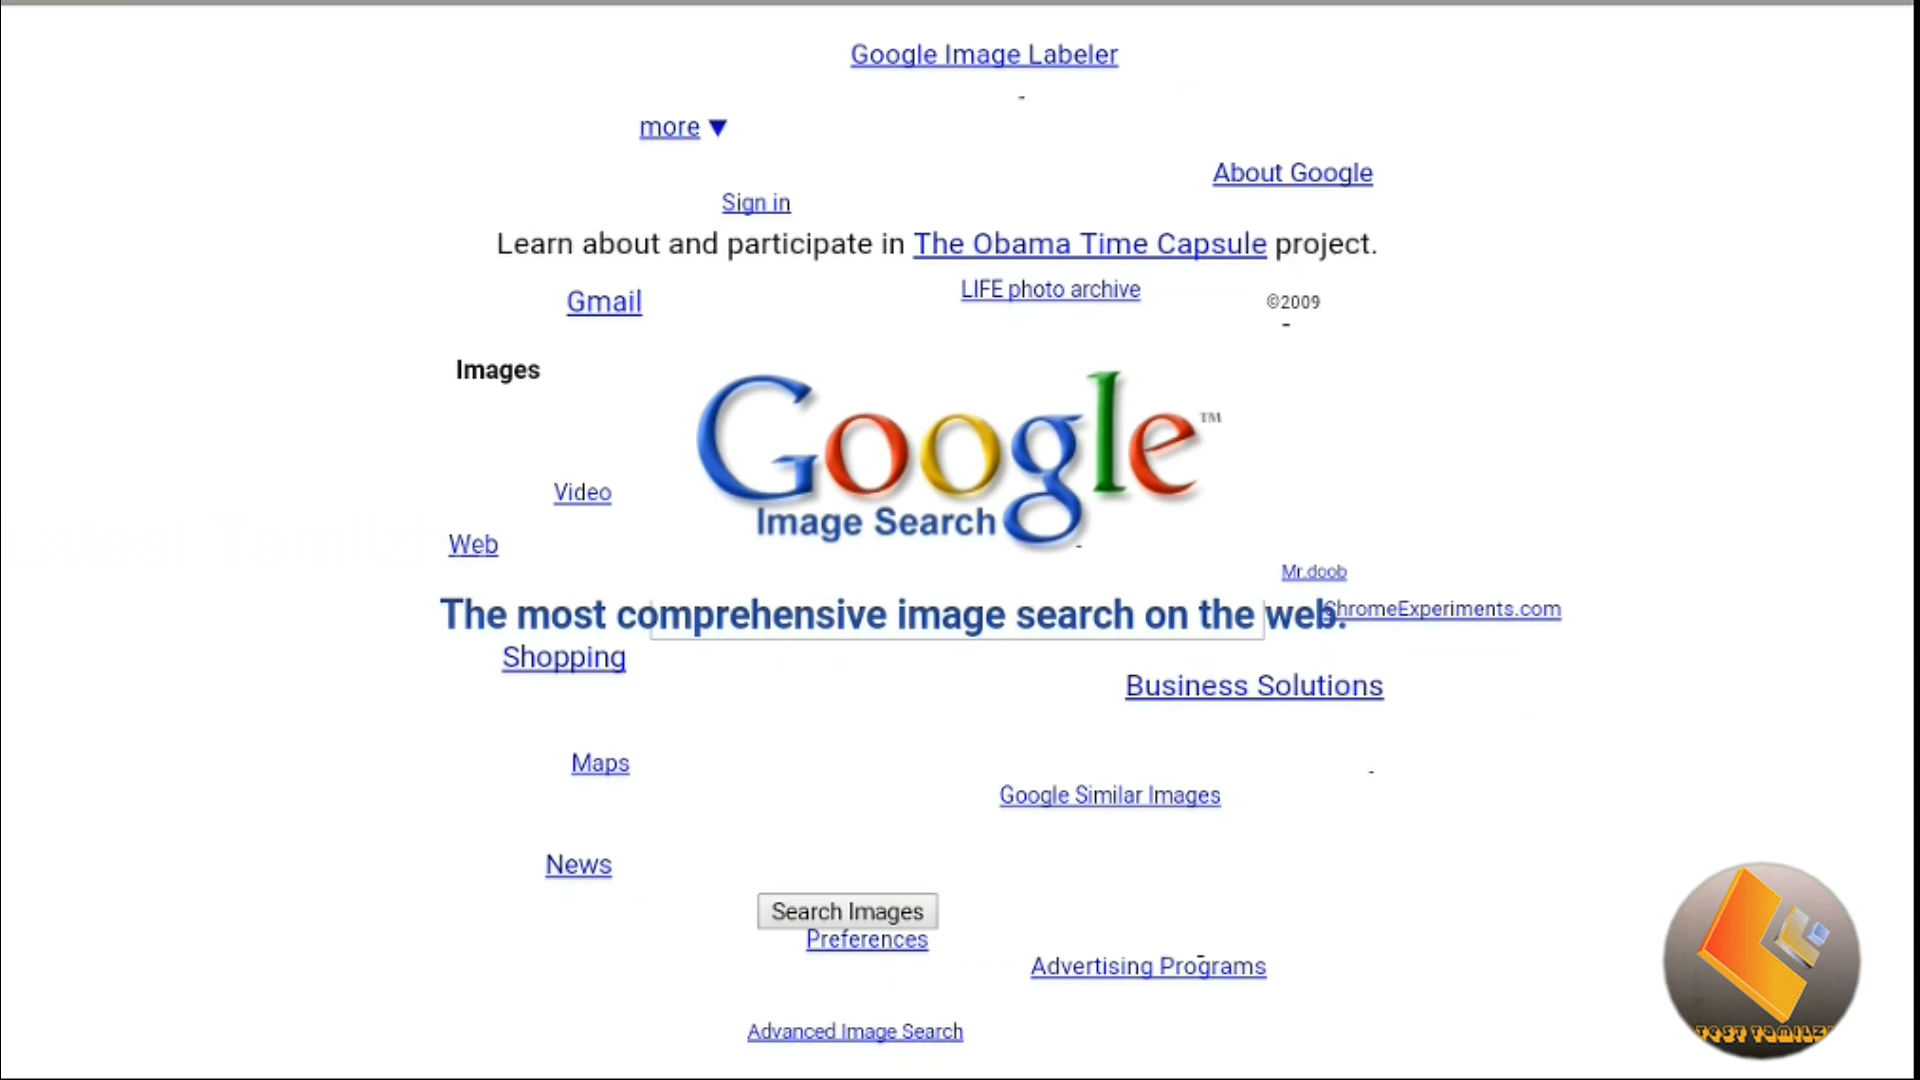 Google Image Labeler
-
more ▼
About Google
Sign in
Learn about and participate in The Obama Time Capsule project.
LIFE photo archive
Gmail
©2009
-
Images
Google™
Image Search
Video
Web
-
Mr.doob
ChromeExperiments.com
The most comprehensive image search on the web.
Shopping
Business Solutions
Maps
-
Google Similar Images
News
Search Images
Preferences
-
Advertising Programs
Advanced Image Search